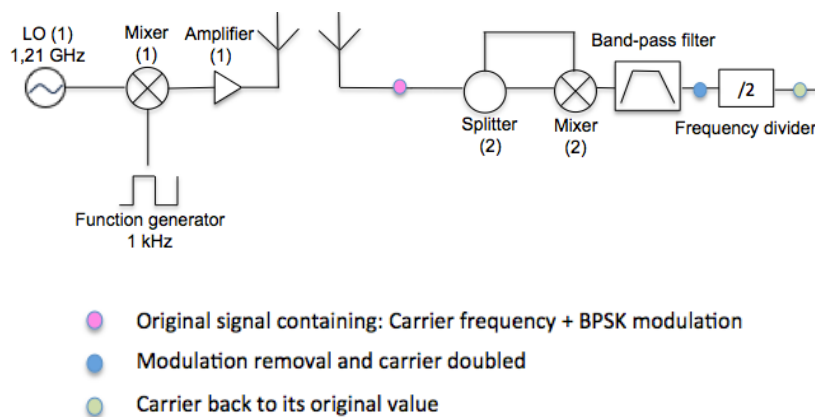 LO (1)
1,21 GHz
Mixer
(1)
Amplifier
(1)
Function generator
1 kHz
Splitter
(2)
Mixer
(2)
Band-pass filter
/2
Frequency divider
Original signal containing: Carrier frequency + BPSK modulation
Modulation removal and carrier doubled
Carrier back to its original value